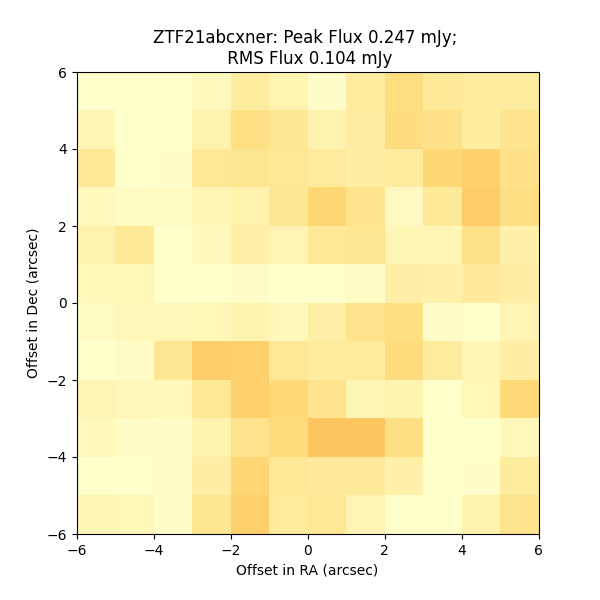 ZTF21abcxner: Peak Flux 0.247 mJy;
RMS Flux 0.104 mJy
6
4
2
0
−2
−4
−6
Offset in Dec (arcsec)
−6 −4 −2 0 2 4 6
Offset in RA (arcsec)